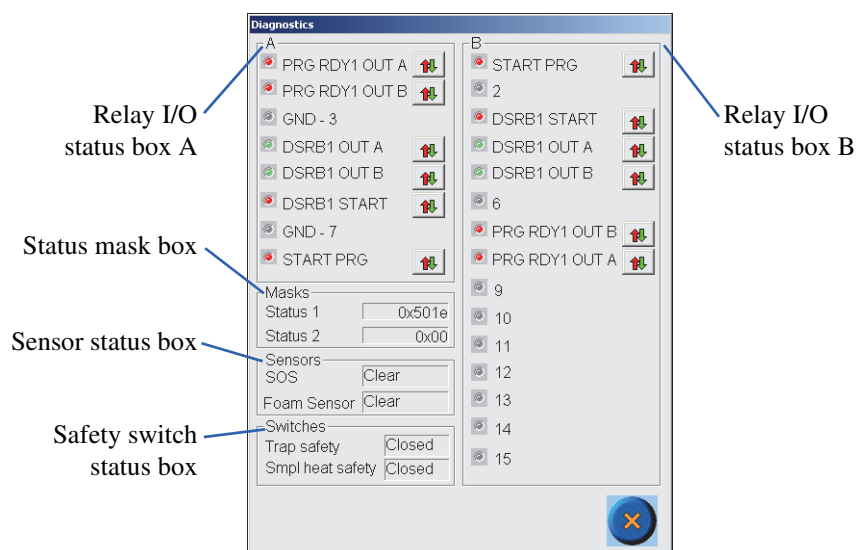 Diagnostics
A
PRG RDY1 OUT A
PRG RDY1 OUT B
GND - 3
DSRB1 OUT A
DSRB1 OUT B
DSRB1 START
GND - 7
START PRG
Masks
Status 1 0x501e
Status 2 0x00
Sensors
SOS Clear
Foam Sensor Clear
Switches
Trap safety Closed
Smpl heat safety Closed
B
START PRG
2
DSRB1 START
DSRB1 OUT A
DSRB1 OUT B
6
PRG RDY1 OUT B
PRG RDY1 OUT A
9
10
11
12
13
14
15
Relay I/O
status box A
Status mask box
Sensor status box
Safety switch
status box
Relay I/O
status box B